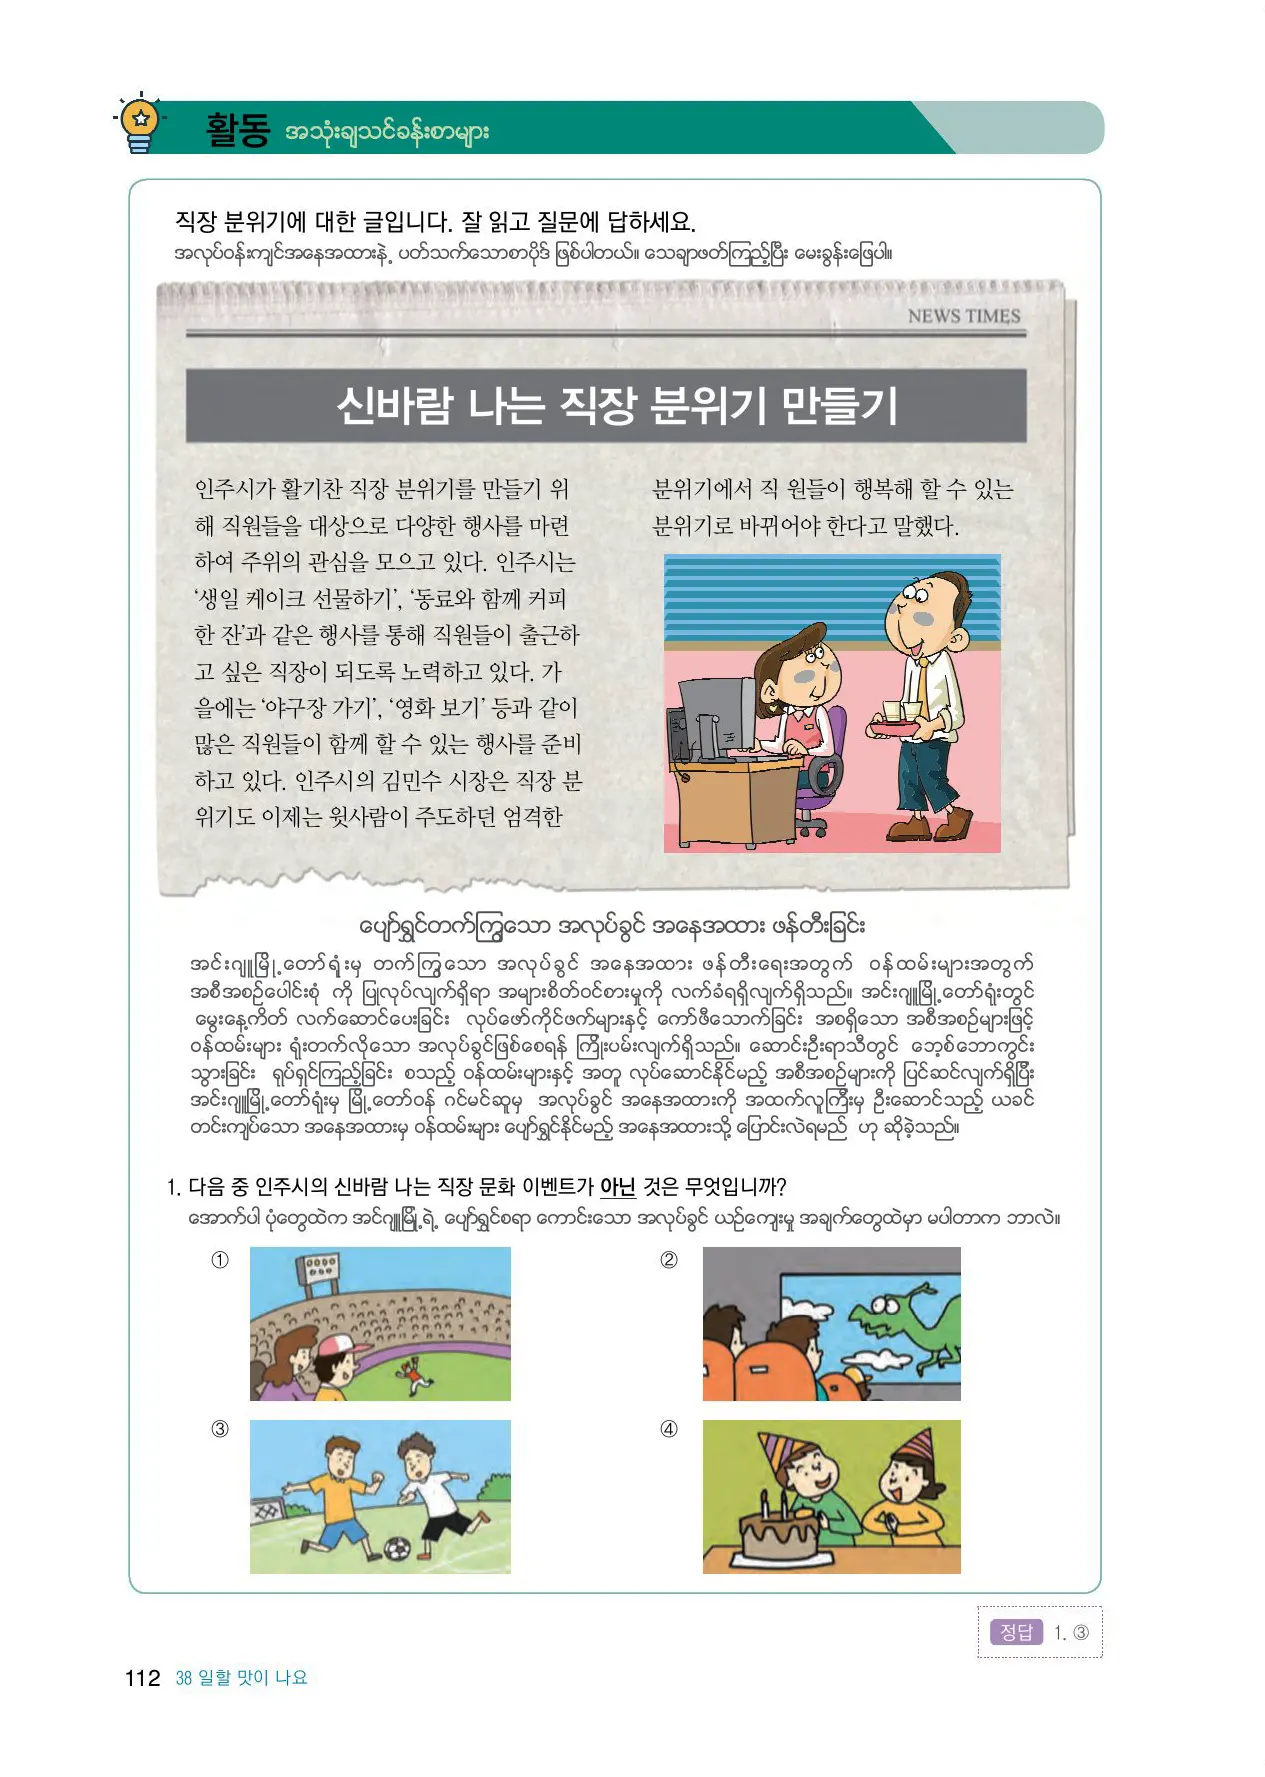 활동 အသုံးချသင်ခန်းစာများ
직장 분위기에 대한 글입니다. 잘 읽고 질문에 답하세요.
အလုပ်ဝန်းကျင်အနေအထားနဲ့ ပတ်သက်သောစာပိုဒ် ဖြစ်ပါတယ်။ သေချာဖတ်ကြည့်ပြီး မေးခွန်းဖြေပါ။
NEWS TIMES
신바람 나는 직장 분위기 만들기
인주시가 활기찬 직장 분위기를 만들기 위
해 직원들을 대상으로 다양한 행사를 마련
하여 주위의 관심을 모으고 있다. 인주시는
‘생일 케이크 선물하기’, ‘동료와 함께 커피
한 잔’과 같은 행사를 통해 직원들이 출근하
고 싶은 직장이 되도록 노력하고 있다. 가
을에는 ‘야구장 가기’, ‘영화 보기’ 등과 같이
많은 직원들이 함께 할 수 있는 행사를 준비
하고 있다. 인주시의 김민수 시장은 직장 분
위기도 이제는 윗사람이 주도하던 엄격한
분위기에서 직 원들이 행복해 할 수 있는
분위기로 바뀌어야 한다고 말했다.
ပျော်ရွှင်တက်ကြွသော အလုပ်ခွင် အနေအထား ဖန်တီးခြင်း
အင်းဂျူမြို့တော်ရုံးမှ တက်ကြွသော အလုပ်ခွင် အနေအထား ဖန်တီးရေးအတွက် ဝန်ထမ်းများအတွက်
အစီအစဉ်ပေါင်းစုံ ကို ပြုလုပ်လျက်ရှိရာ အများစိတ်ဝင်စားမှုကို လက်ခံရရှိလျက်ရှိသည်။ အင်းဂျူမြို့တော်ရုံးတွင်
မွေးနေ့ကိတ် လက်ဆောင်ပေးခြင်း လုပ်ဖော်ကိုင်ဖက်များနှင့် ကော်ဖီသောက်ခြင်း အစရှိသော အစီအစဉ်များဖြင့်
ဝန်ထမ်းများ ရုံးတက်လိုသော အလုပ်ခွင်ဖြစ်စေရန် ကြိုးပမ်းလျက်ရှိသည်။ ဆောင်းဦးရာသီတွင် ဘေ့စ်ဘောကွင်း
သွားခြင်း ရုပ်ရှင်ကြည့်ခြင်း စသည့် ဝန်ထမ်းများနှင့် အတူ လုပ်ဆောင်နိုင်မည့် အစီအစဉ်များကို ပြင်ဆင်လျက်ရှိပြီး
အင်းဂျူမြို့တော်ရုံးမှ မြို့တော်ဝန် ဂင်မင်ဆူမှ အလုပ်ခွင် အနေအထားကို အထက်လူကြီးမှ ဦးဆောင်သည့် ယခင်
တင်းကျပ်သော အနေအထားမှ ဝန်ထမ်းများ ပျော်ရွှင်နိုင်မည့် အနေအထားသို့ ပြောင်းလဲရမည် ဟု ဆိုခဲ့သည်။
1. 다음 중 인주시의 신바람 나는 직장 문화 이벤트가 아닌 것은 무엇입니까?
အောက်ပါ ပုံတွေထဲက အင်ဂျူမြို့ရဲ့ ပျော်ရွှင်စရာ ကောင်းသော အလုပ်ခွင် ယဉ်ကျေးမှု အချက်တွေထဲမှာ မပါတာက ဘာလဲ။
① ②
③ ④
정답 1. ③
112 38 일할 맛이 나요